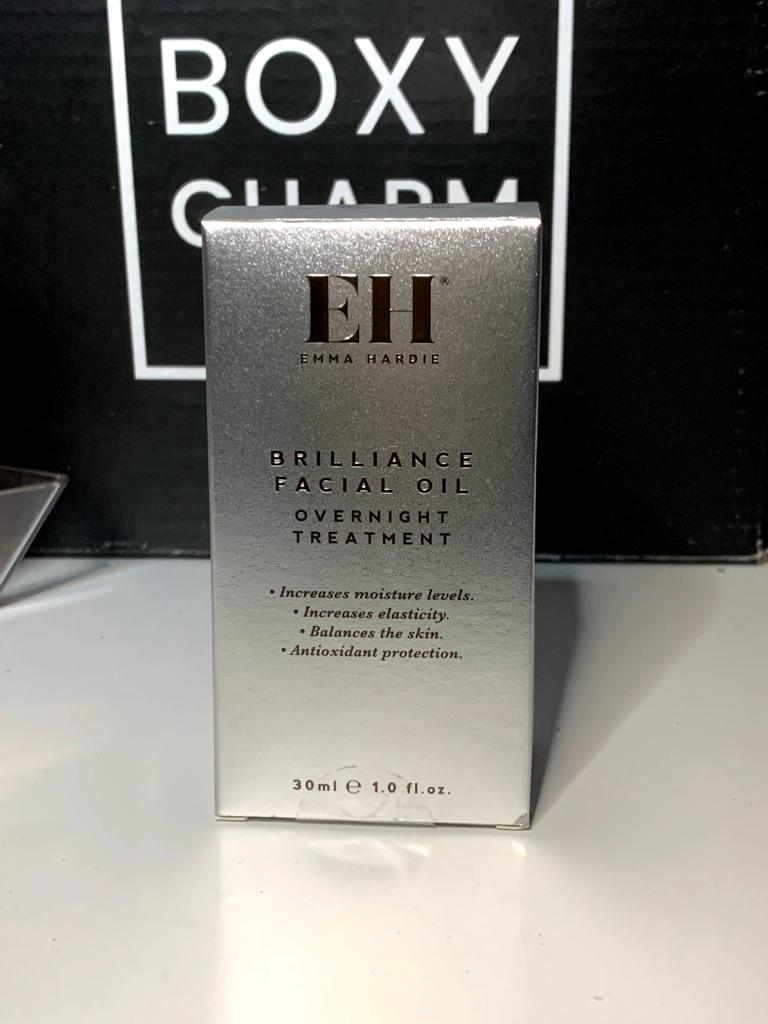 BOXY
CHARM
EH®
EMMA HARDIE
BRILLIANCE
FACIAL OIL
OVERNIGHT
TREATMENT
• Increases moisture levels.
• Increases elasticity.
• Balances the skin.
• Antioxidant protection.
30ml ℮ 1.0 fl.oz.